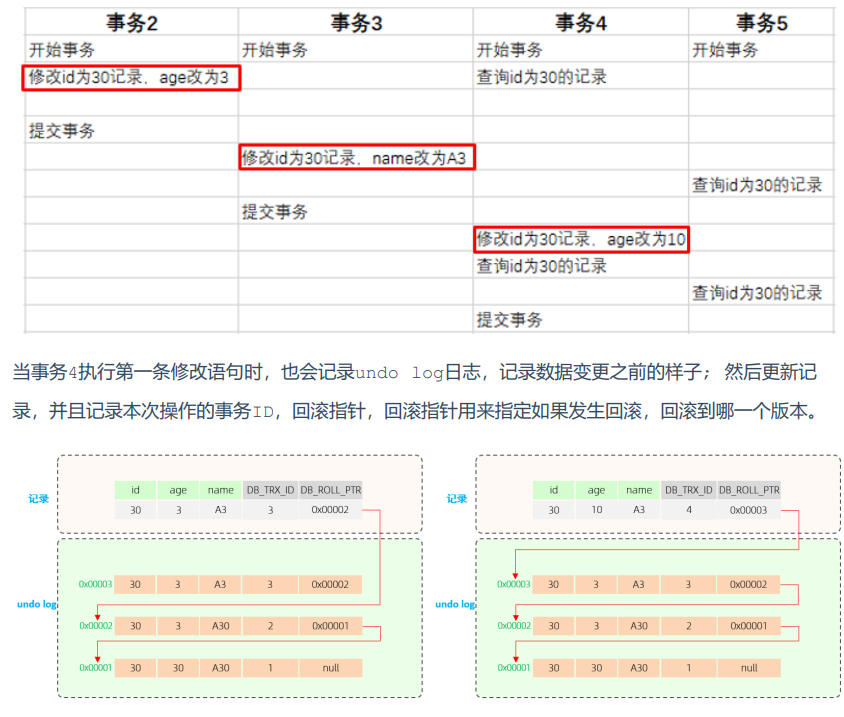 事务2 事务3 事务4 事务5
开始事务 开始事务 开始事务 开始事务
修改id为30记录，age改为3 查询id为30的记录
提交事务
修改id为30记录，name改为A3
查询id为30的记录
提交事务
修改id为30记录，age改为10
查询id为30的记录
查询id为30的记录
提交事务
当事务4执行第一条修改语句时，也会记录undo log日志，记录数据变更之前的样子; 然后更新记
录，并且记录本次操作的事务ID，回滚指针，回滚指针用来指定如果发生回滚，回滚到哪一个版本。
记录
id age name DB_TRX_ID DB_ROLL_PTR
30 3 A3 3 0x00002
undo log
0x00003 30 3 A3 3 0x00002
0x00002 30 3 A30 2 0x00001
0x00001 30 30 A30 1 null
记录
id age name DB_TRX_ID DB_ROLL_PTR
30 10 A3 4 0x00003
undo log
0x00003 30 3 A3 3 0x00002
0x00002 30 3 A30 2 0x00001
0x00001 30 30 A30 1 null